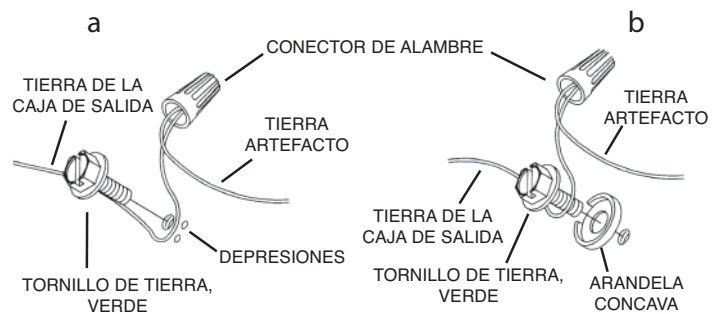 a
b
CONECTOR DE ALAMBRE
TIERRA DE LA
CAJA DE SALIDA
TIERRA
ARTEFACTO
TIERRA
ARTEFACTO
DEPRESIONES
TIERRA DE LA
CAJA DE SALIDA
TORNILLO DE TIERRA,
VERDE
TORNILLO DE TIERRA,
VERDE
ARANDELA
CONCAVA